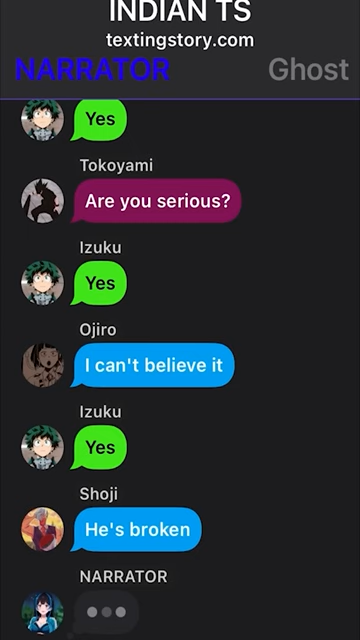 INDIAN TS
textingstory.com
NARRATOR
Ghost
Yes
Tokoyami
Are you serious?
Izuku
Yes
Ojiro
I can't believe it
Izuku
Yes
Shoji
He's broken
NARRATOR